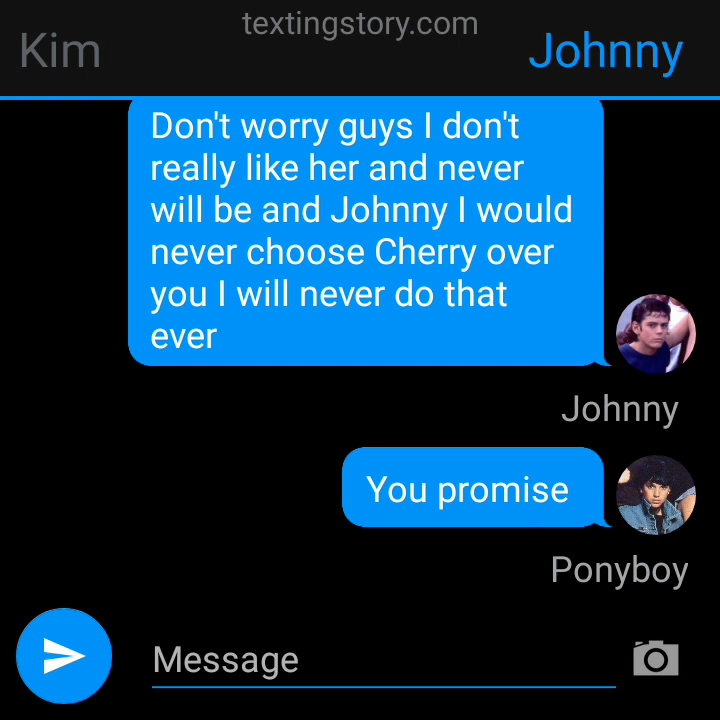 textingstory.com
Kim
Johnny
Don't worry guys I don't
really like her and never
will be and Johnny I would
never choose Cherry over
you I will never do that
ever
Johnny
You promise
Ponyboy
Message